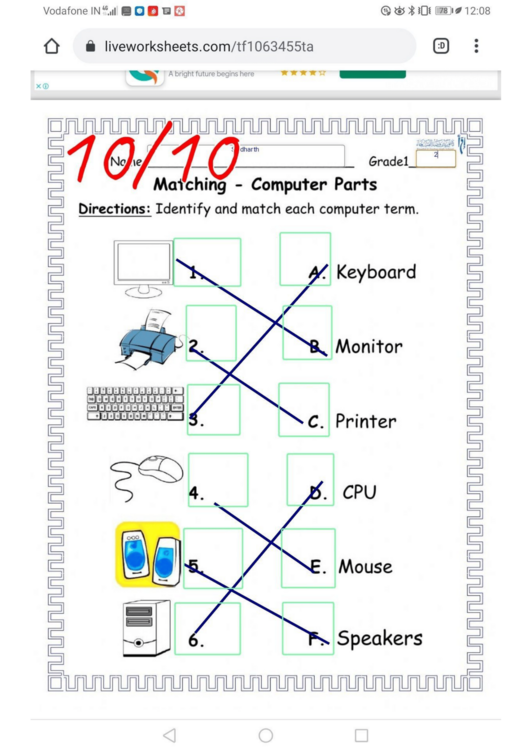 Vodafone IN 78 12:08
liveworksheets.com/tf1063455ta :D
A bright future begins here
10/10
Name dharth Grade1 2
Matching - Computer Parts
Directions: Identify and match each computer term.
1. A. Keyboard
2. B. Monitor
3. C. Printer
4. D. CPU
5. E. Mouse
6. F. Speakers